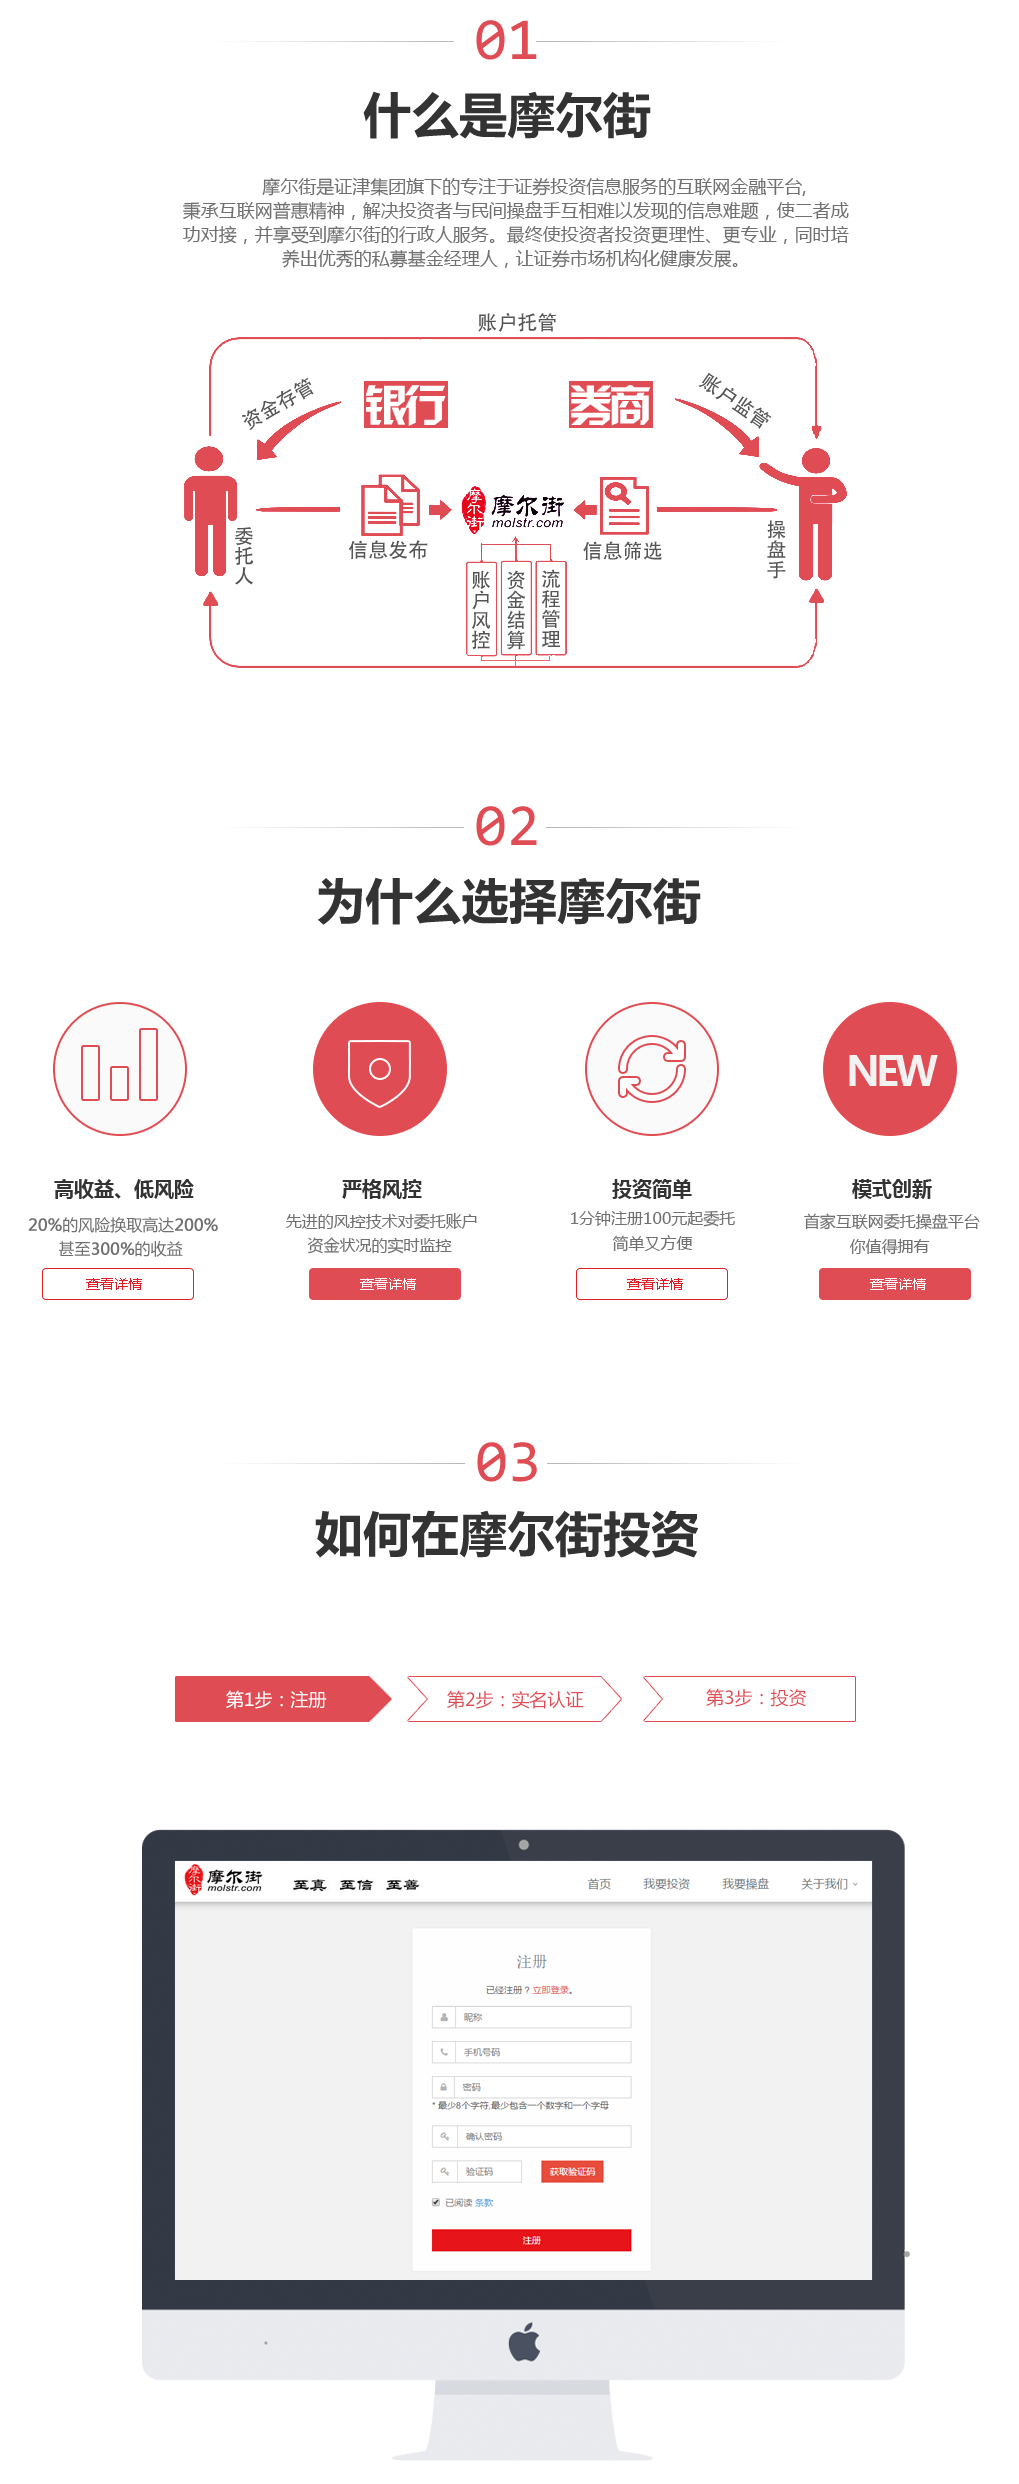 01
什么是摩尔街
摩尔街是证津集团旗下的专注于证券投资信息服务的互联网金融平台,
秉承互联网普惠精神，解决投资者与民间操盘手互相难以发现的信息难题，使二者成
功对接，并享受到摩尔街的行政人服务。最终使投资者投资更理性、更专业，同时培
养出优秀的私募基金经理人，让证券市场机构化健康发展。
账户托管
资金存管
银行
券商
账户监管
委托人
信息发布
摩尔街
摩尔街
molstr.com
信息筛选
操盘手
账户风控
资金结算
流程管理
02
为什么选择摩尔街
NEW
高收益、低风险
20%的风险换取高达200%
甚至300%的收益
查看详情
严格风控
先进的风控技术对委托账户
资金状况的实时监控
查看详情
投资简单
1分钟注册100元起委托
简单又方便
查看详情
模式创新
首家互联网委托操盘平台
你值得拥有
查看详情
03
如何在摩尔街投资
第1步：注册
第2步：实名认证
第3步：投资
摩尔街
摩尔街
molstr.com
至真 至信 至善
首页 我要投资 我要操盘 关于我们
注册
已经注册？立即登录。
昵称
手机号码
密码
* 最少8个字符,最少包含一个数字和一个字母
确认密码
验证码 获取验证码
已阅读 条款
注册